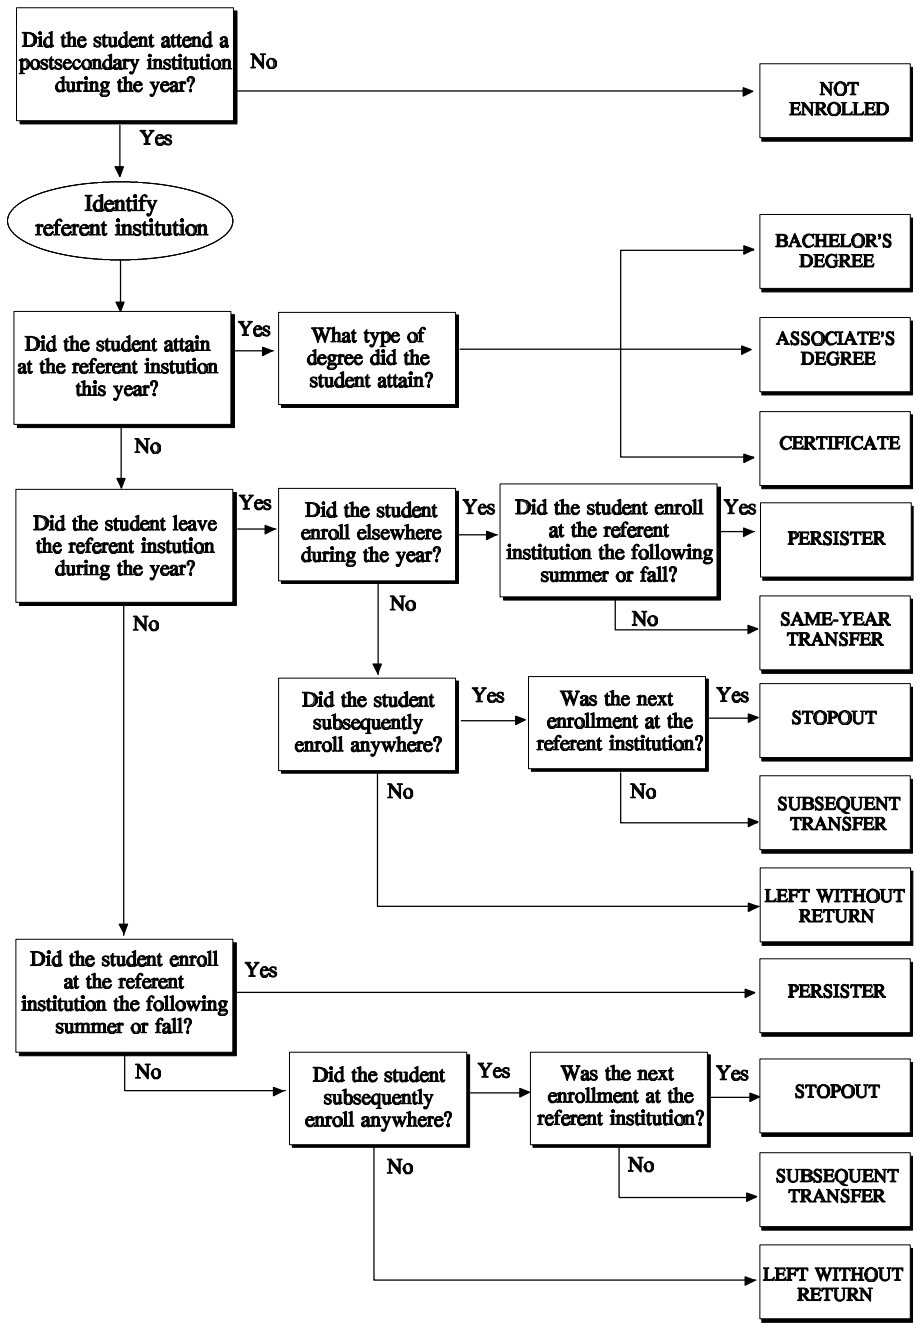 Did the student attend a
postsecondary institution
during the year?
No
NOT
ENROLLED
Yes
Identify
referent institution
BACHELOR'S
DEGREE
Did the student attain
at the referent instution
this year?
Yes
What type of
degree did the
student attain?
ASSOCIATE'S
DEGREE
CERTIFICATE
No
Did the student leave
the referent instution
during the year?
Yes
Did the student
enroll elsewhere
during the year?
Yes
Did the student enroll
at the referent
institution the following
summer or fall?
Yes
PERSISTER
No
SAME-YEAR
TRANSFER
No
No
Did the student
subsequently
enroll anywhere?
Yes
Was the next
enrollment at the
referent institution?
Yes
STOPOUT
No
SUBSEQUENT
TRANSFER
No
LEFT WITHOUT
RETURN
Did the student enroll
at the referent
institution the following
summer or fall?
Yes
PERSISTER
No
Did the student
subsequently
enroll anywhere?
Yes
Was the next
enrollment at the
referent institution?
Yes
STOPOUT
No
SUBSEQUENT
TRANSFER
No
LEFT WITHOUT
RETURN